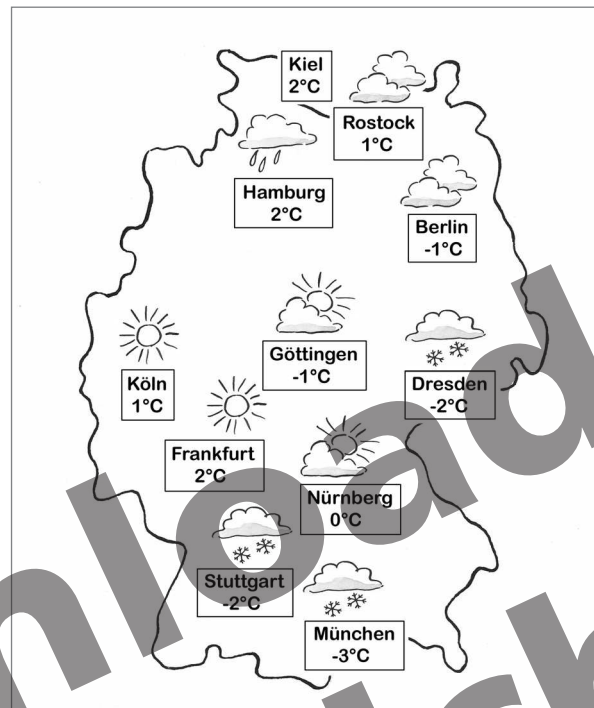 Kiel
2°C
Rostock
1°C
Hamburg
2°C
Berlin
-1°C
Göttingen
-1°C
Köln
1°C
Dresden
-2°C
Frankfurt
2°C
Nürnberg
0°C
Stuttgart
-2°C
München
-3°C